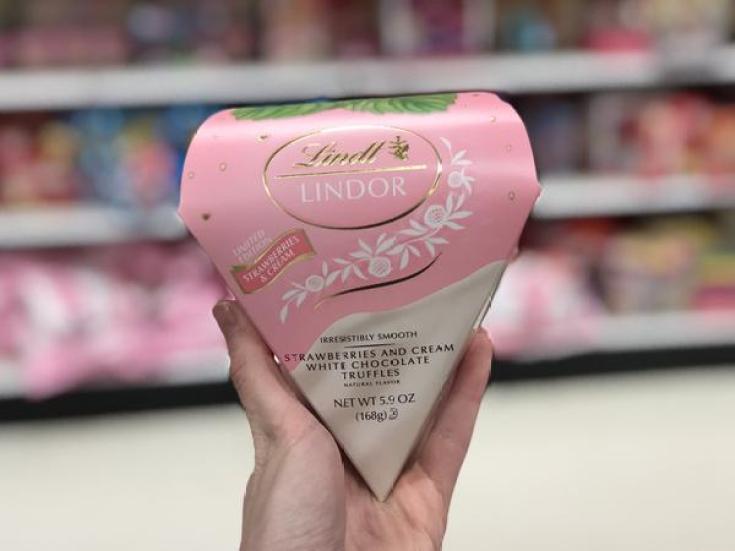 Lindt
LINDOR
LIMITED
EDITION
STRAWBERRIES
& CREAM
IRRESISTIBLY SMOOTH
STRAWBERRIES AND CREAM
WHITE CHOCOLATE
TRUFFLES
NATURAL FLAVOR
NET WT 5.9 OZ
(168g)